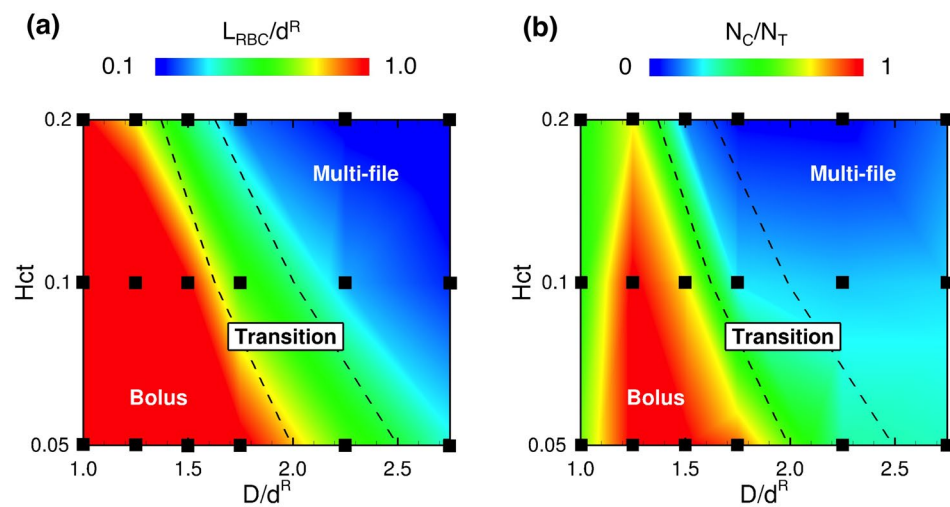 (a)
L_RBC/d^R
0.1 1.0
0.2
0.1
0.05
Hct
Multi-file
Transition
Bolus
1.0 1.5 2.0 2.5
D/d^R
(b)
N_C/N_T
0 1
0.2
0.1
0.05
Hct
Multi-file
Transition
Bolus
1.0 1.5 2.0 2.5
D/d^R